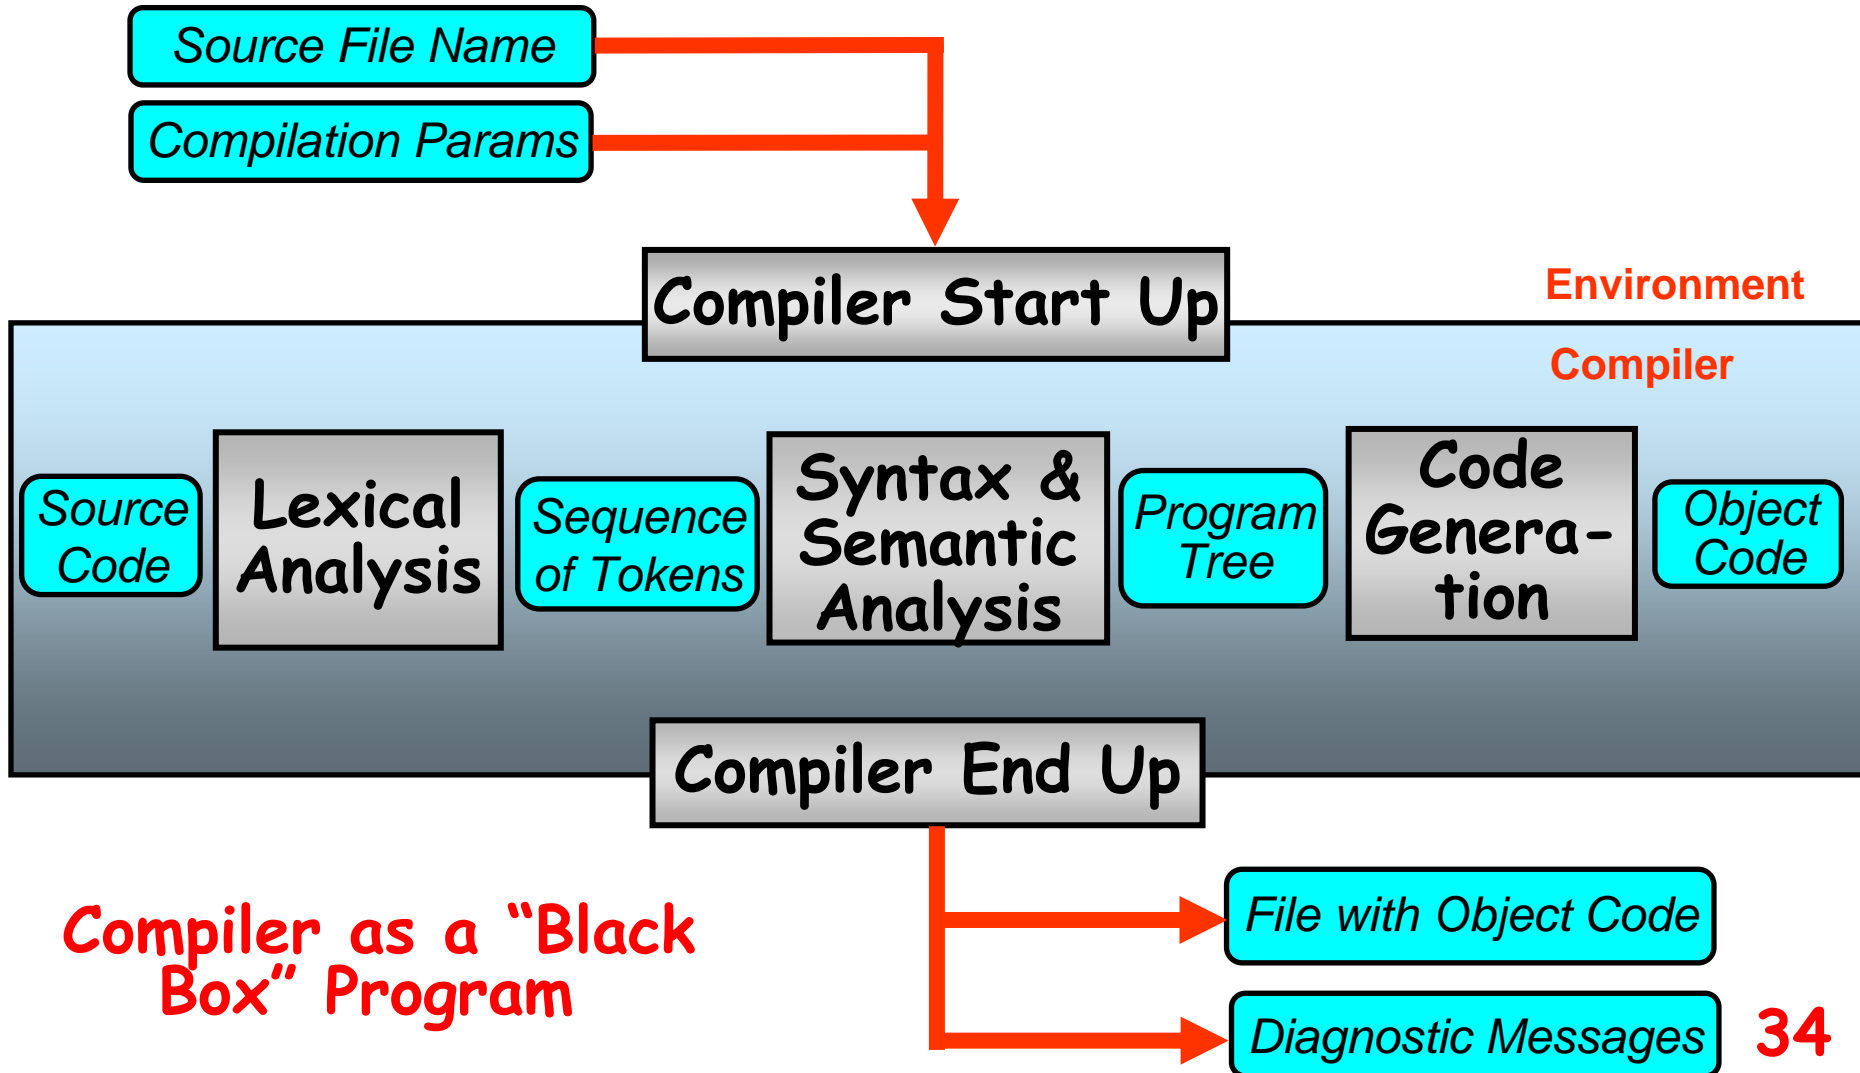 Source File Name
Compilation Params
Compiler Start Up
Environment
Compiler
Source
Code
Lexical
Analysis
Sequence
of Tokens
Syntax &
Semantic
Analysis
Program
Tree
Code
Genera-
tion
Object
Code
Compiler End Up
File with Object Code
Compiler as a “Black
Box” Program
Diagnostic Messages
34